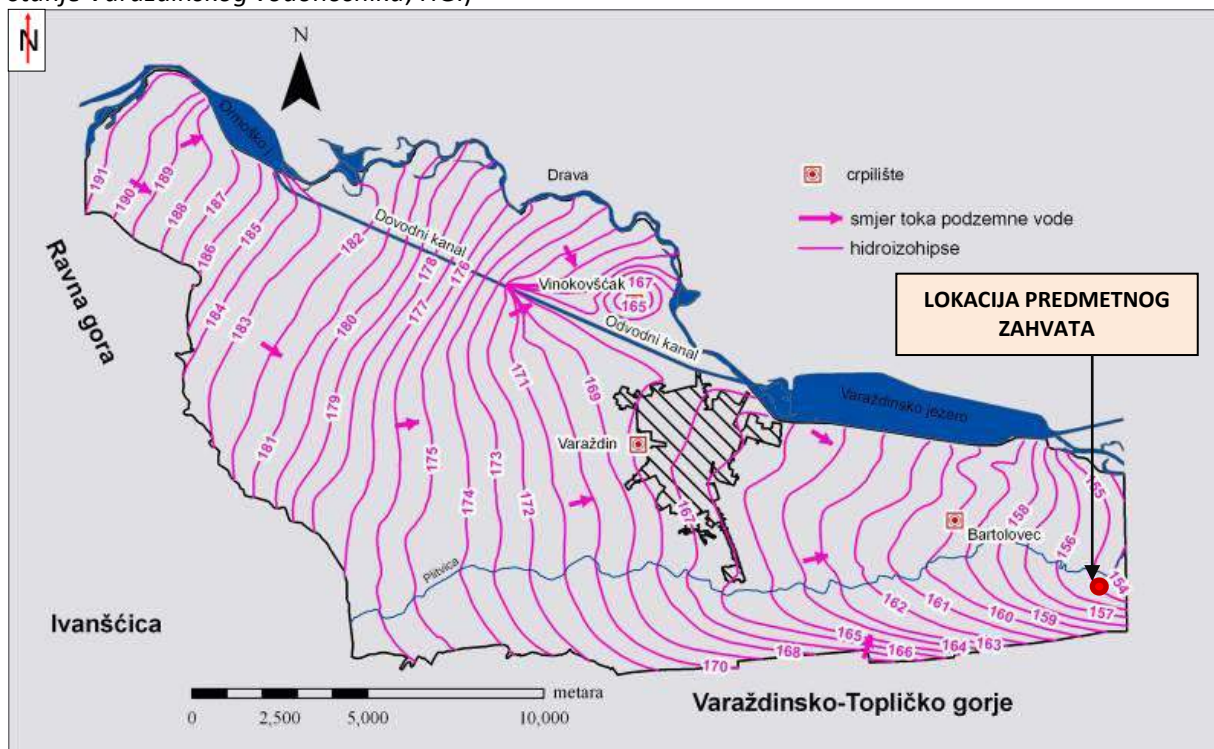 stanje Varaždinskog vodonosnika, HGI)
N
N
Ormoško j.
191
190
189
188
187
186
185
184
183
182
181
180
179
178
177
176
175
174
173
172
171
169
Drava
Dovodni kanal
Vinokovščak
167
165
Odvodni kanal
crpilište
smjer toka podzemne vode
hidroizohipse
LOKACIJA PREDMETNOG
ZAHVATA
Ravna gora
Varaždinsko jezero
Varaždin
167
Bartolovec
155
158
156
154
Plitvica
162
161
160
159
157
165
164
163
166
168
170
Ivanšćica
metara
0
2,500
5,000
10,000
Varaždinsko-Topličko gorje